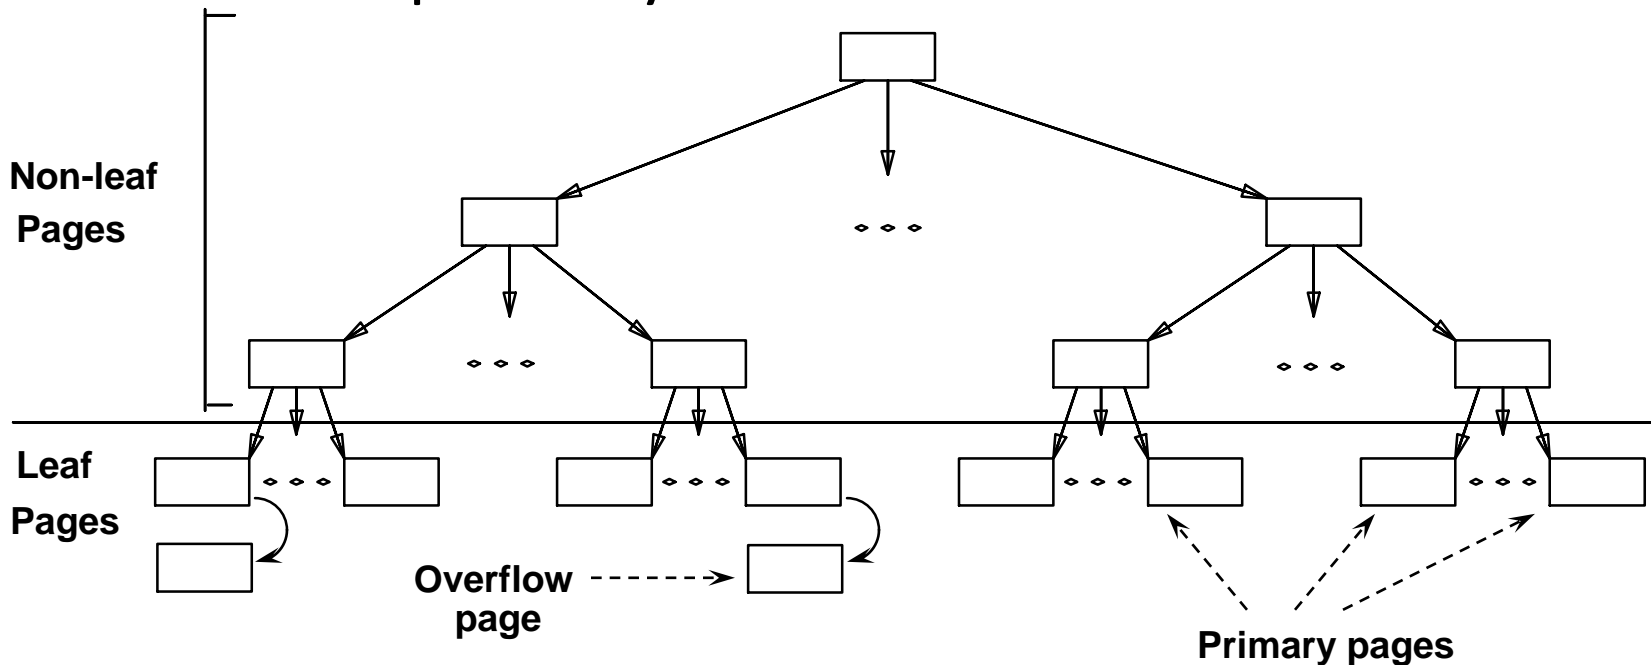 Non-leaf
Pages
Leaf
Pages
Overflow
page
Primary pages